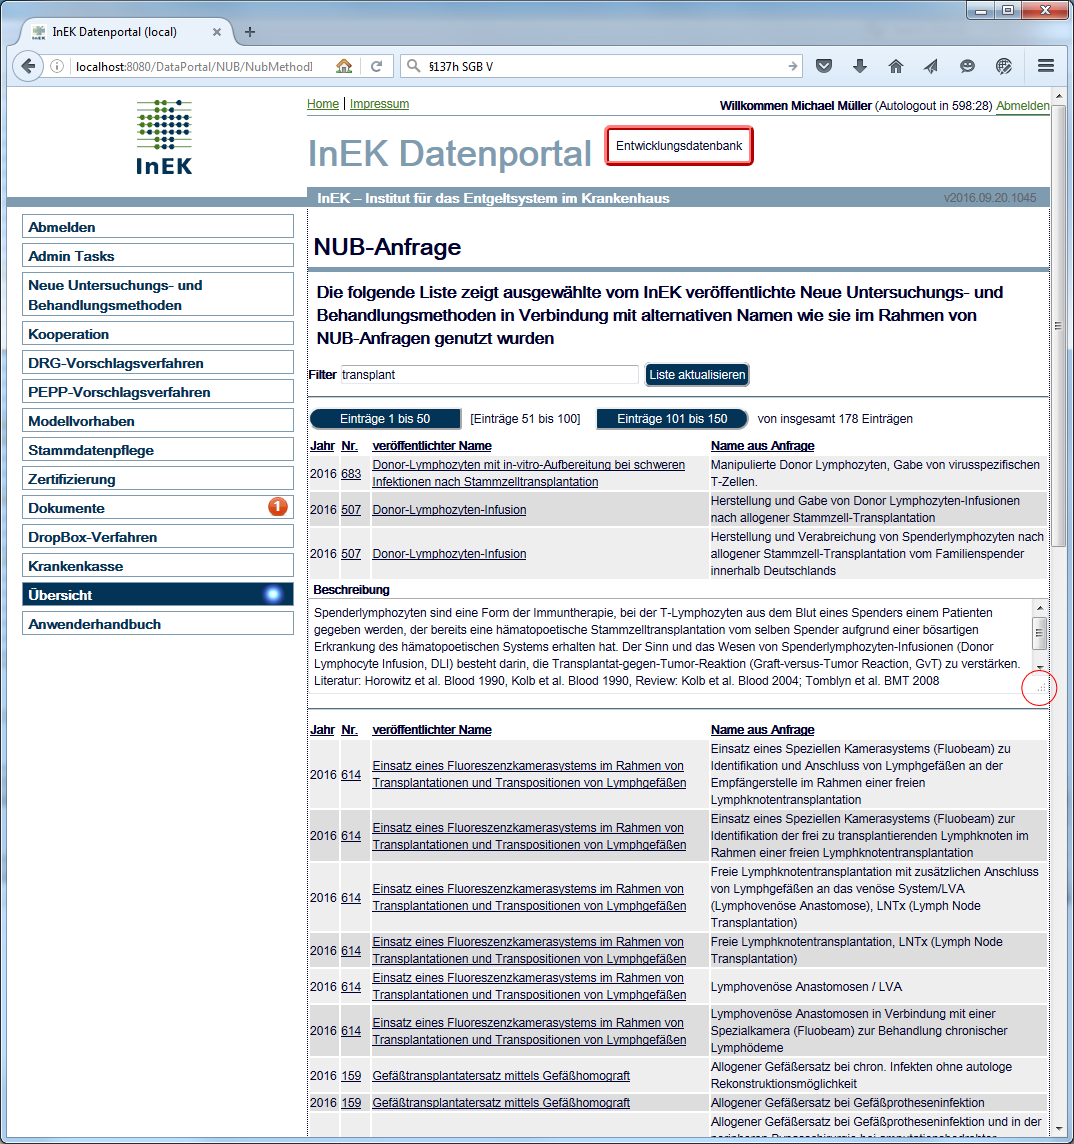 InEK Datenportal (local)
localhost:8080/DataPortal/NUB/NubMethodl
§137h SGB V
InEK
Home | Impressum
Willkommen Michael Müller (Autologout in 598:28) Abmelden
InEK Datenportal
Entwicklungsdatenbank
InEK – Institut für das Entgeltsystem im Krankenhaus
v2016.09.20.1045
Abmelden
Admin Tasks
Neue Untersuchungs- und
Behandlungsmethoden
Kooperation
DRG-Vorschlagsverfahren
PEPP-Vorschlagsverfahren
Modellvorhaben
Stammdatenpflege
Zertifizierung
Dokumente 1
DropBox-Verfahren
Krankenkasse
Übersicht
Anwenderhandbuch
NUB-Anfrage
Die folgende Liste zeigt ausgewählte vom InEK veröffentlichte Neue Untersuchungs- und
Behandlungsmethoden in Verbindung mit alternativen Namen wie sie im Rahmen von
NUB-Anfragen genutzt wurden
Filter transplant Liste aktualisieren
Einträge 1 bis 50 [Einträge 51 bis 100] Einträge 101 bis 150 von insgesamt 178 Einträgen
Jahr Nr. veröffentlichter Name Name aus Anfrage
2016 683 Donor-Lymphozyten mit in-vitro-Aufbereitung bei schweren
Infektionen nach Stammzelltransplantation
Manipulierte Donor Lymphozyten, Gabe von virusspezifischen
T-Zellen.
2016 507 Donor-Lymphozyten-Infusion
Herstellung und Gabe von Donor Lymphozyten-Infusionen
nach allogener Stammzell-Transplantation
2016 507 Donor-Lymphozyten-Infusion
Herstellung und Verabreichung von Spenderlymphozyten nach
allogener Stammzell-Transplantation vom Familienspender
innerhalb Deutschlands
Beschreibung
Spenderlymphozyten sind eine Form der Immuntherapie, bei der T-Lymphozyten aus dem Blut eines Spenders einem Patienten
gegeben werden, der bereits eine hämatopoetische Stammzelltransplantation vom selben Spender aufgrund einer bösartigen
Erkrankung des hämatopoetischen Systems erhalten hat. Der Sinn und das Wesen von Spenderlymphozyten-Infusionen (Donor
Lymphocyte Infusion, DLI) besteht darin, die Transplantat-gegen-Tumor-Reaktion (Graft-versus-Tumor Reaction, GvT) zu verstärken.
Literatur: Horowitz et al. Blood 1990, Kolb et al. Blood 1990, Review: Kolb et al. Blood 2004; Tomblyn et al. BMT 2008
Jahr Nr. veröffentlichter Name Name aus Anfrage
2016 614 Einsatz eines Fluoreszenzkamerasystems im Rahmen von
Transplantationen und Transpositionen von Lymphgefäßen
Einsatz eines Speziellen Kamerasystems (Fluobeam) zu
Identifikation und Anschluss von Lymphgefäßen an der
Empfängerstelle im Rahmen einer freien
Lymphknotentransplantation
2016 614 Einsatz eines Fluoreszenzkamerasystems im Rahmen von
Transplantationen und Transpositionen von Lymphgefäßen
Einsatz eines Speziellen Kamerasystems (Fluobeam) zur
Identifikation der frei zu transplantierenden Lymphknoten im
Rahmen einer freien Lymphknotentransplantation
2016 614 Einsatz eines Fluoreszenzkamerasystems im Rahmen von
Transplantationen und Transpositionen von Lymphgefäßen
Freie Lymphknotentransplantation mit zusätzlichen Anschluss
von Lymphgefäßen an das venöse System/LVA
(Lymphovenöse Anastomose), LNTx (Lymph Node
Transplantation)
2016 614 Einsatz eines Fluoreszenzkamerasystems im Rahmen von
Transplantationen und Transpositionen von Lymphgefäßen
Freie Lymphknotentransplantation, LNTx (Lymph Node
Transplantation)
2016 614 Einsatz eines Fluoreszenzkamerasystems im Rahmen von
Transplantationen und Transpositionen von Lymphgefäßen
Lymphovenöse Anastomosen / LVA
2016 614 Einsatz eines Fluoreszenzkamerasystems im Rahmen von
Transplantationen und Transpositionen von Lymphgefäßen
Lymphovenöse Anastomosen in Verbindung mit einer
Spezialkamera (Fluobeam) zur Behandlung chronischer
Lymphödeme
2016 159 Gefäßtransplantatersatz mittels Gefäßhomograft
Allogener Gefäßersatz bei chron. Infekten ohne autologe
Rekonstruktionsmöglichkeit
2016 159 Gefäßtransplantatersatz mittels Gefäßhomograft
Allogener Gefäßersatz bei Gefäßprotheseninfektion
Allogener Gefäßersatz bei Gefäßprotheseninfektion und in der